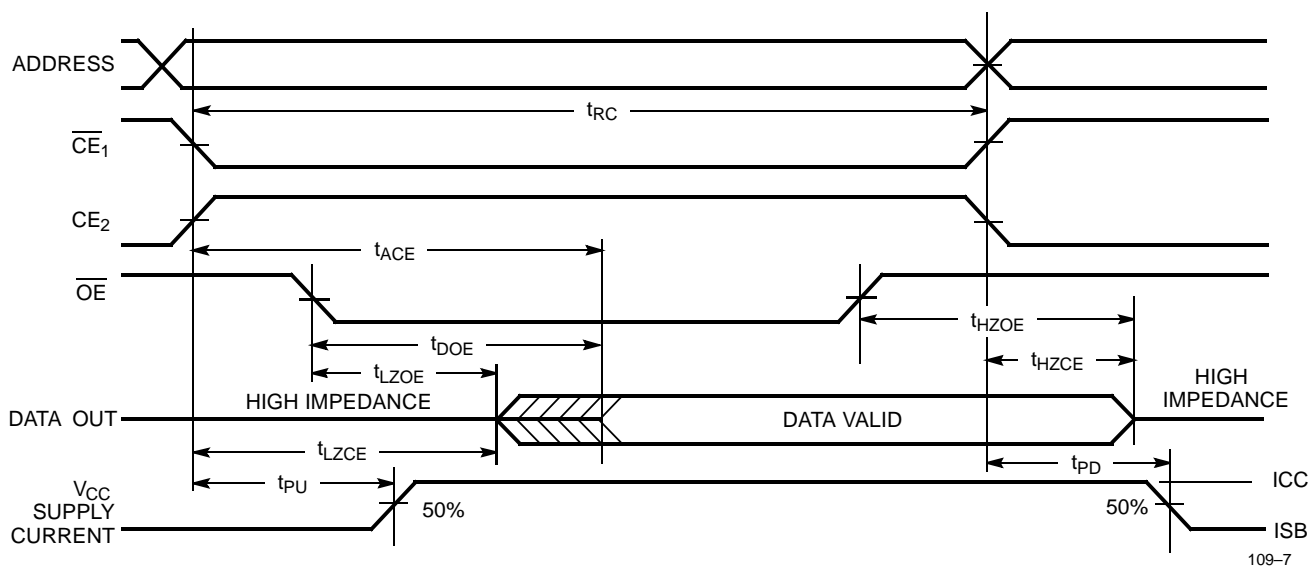 ADDRESS
tRC
CE1
CE2
tACE
OE
tHZOE
tDOE
tHZCE
tLZOE
HIGH IMPEDANCE
HIGH
IMPEDANCE
DATA OUT
DATA VALID
tLZCE
tPU
tPD
VCC
SUPPLY
CURRENT
50%
50%
ICC
ISB
109–7